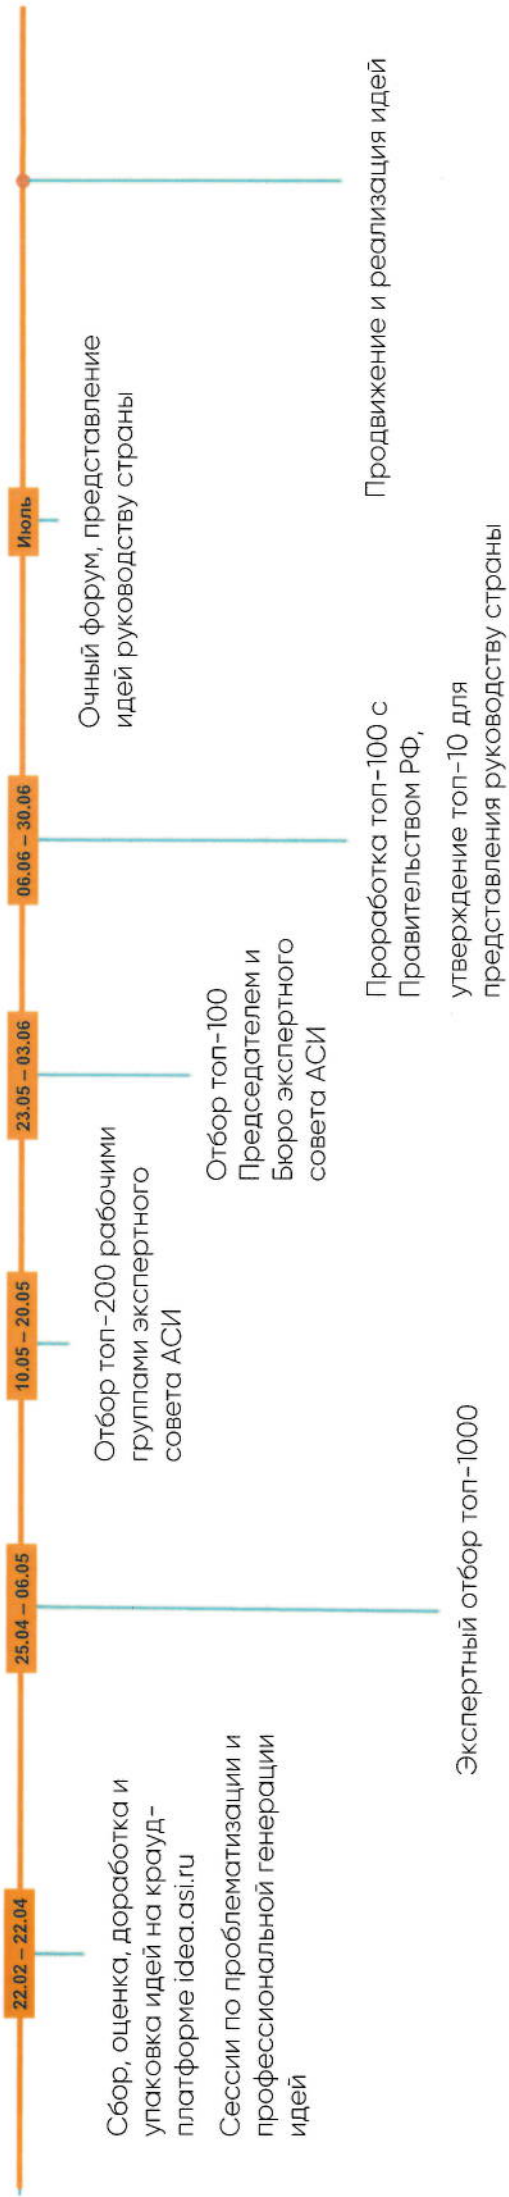 22.02 – 22.04
Сбор, оценка, доработка и
упаковка идей на крауд-
платформе idea.asi.ru
Сессии по проблематизации и
профессиональной генерации
идей
25.04 – 06.05
Экспертный отбор топ-1000
10.05 – 20.05
Отбор топ-200 рабочими
группами экспертного
совета АСИ
23.05 – 03.06
Отбор топ-100
Председателем и
Бюро экспертного
совета АСИ
06.06 – 30.06
Проработка топ-100 с
Правительством РФ,
утверждение топ-10 для
представления руководству страны
Июль
Очный форум, представление
идей руководству страны
Продвижение и реализация идей